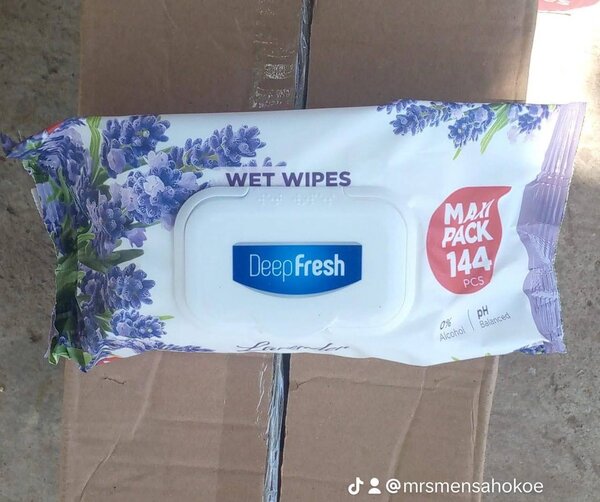 WET WIPES
DeepFresh
MAXI
PACK
144
PCS
0%
Alcohol
pH
Balanced
Lavender
@mrsmensahokoe